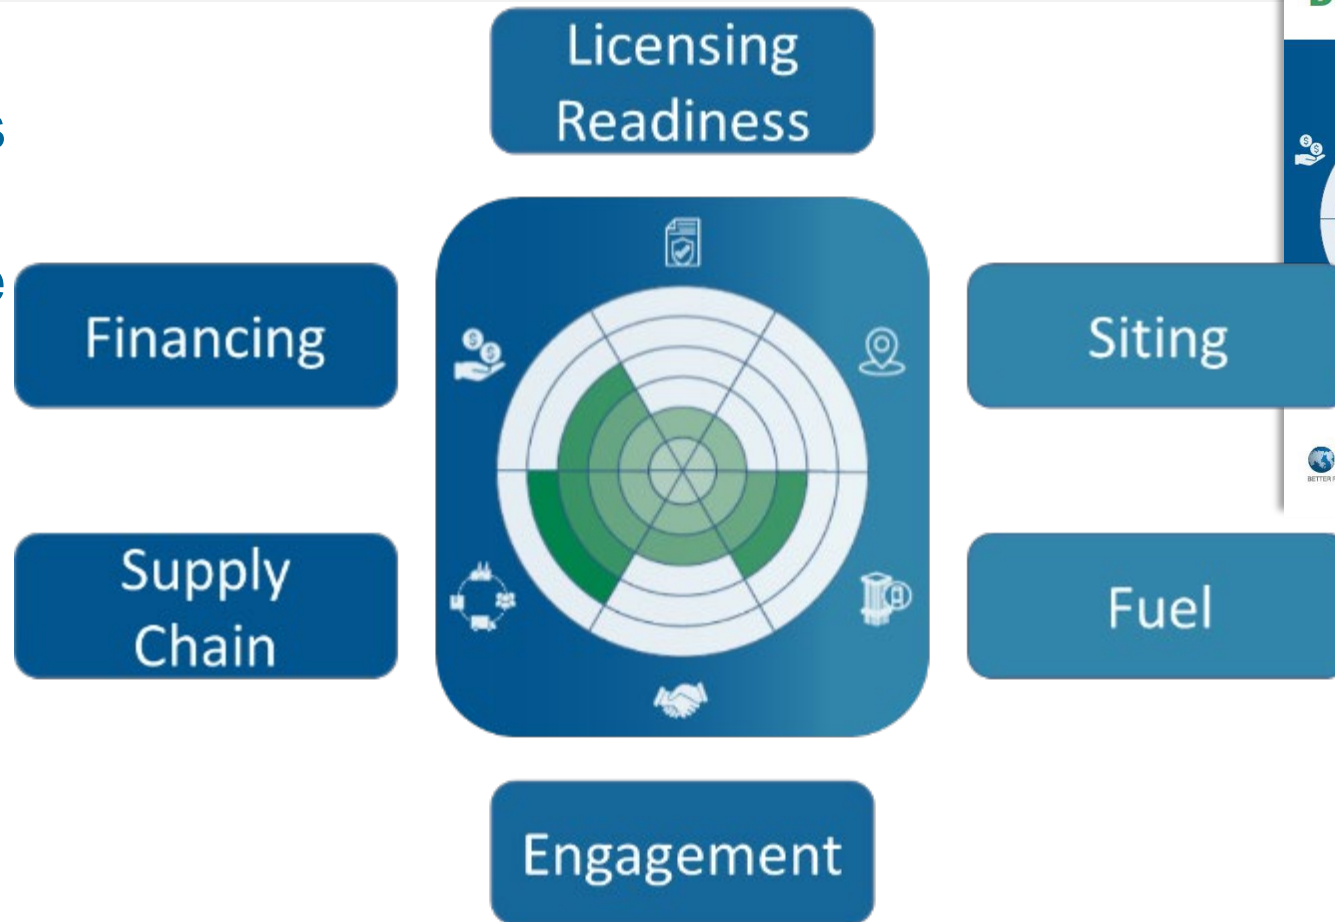 Licensing
Readiness
Financing
Siting
Supply
Chain
Fuel
Engagement